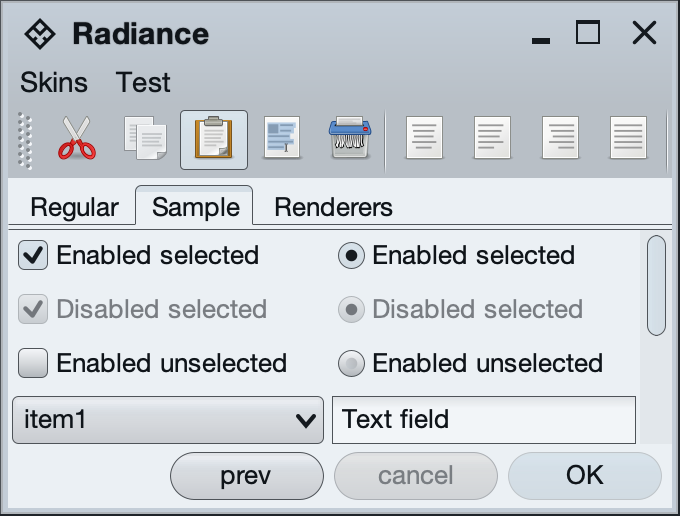 Radiance
Skins Test
Regular Sample Renderers
Enabled selected Enabled selected
Disabled selected Disabled selected
Enabled unselected Enabled unselected
item1 Text field
prev cancel OK